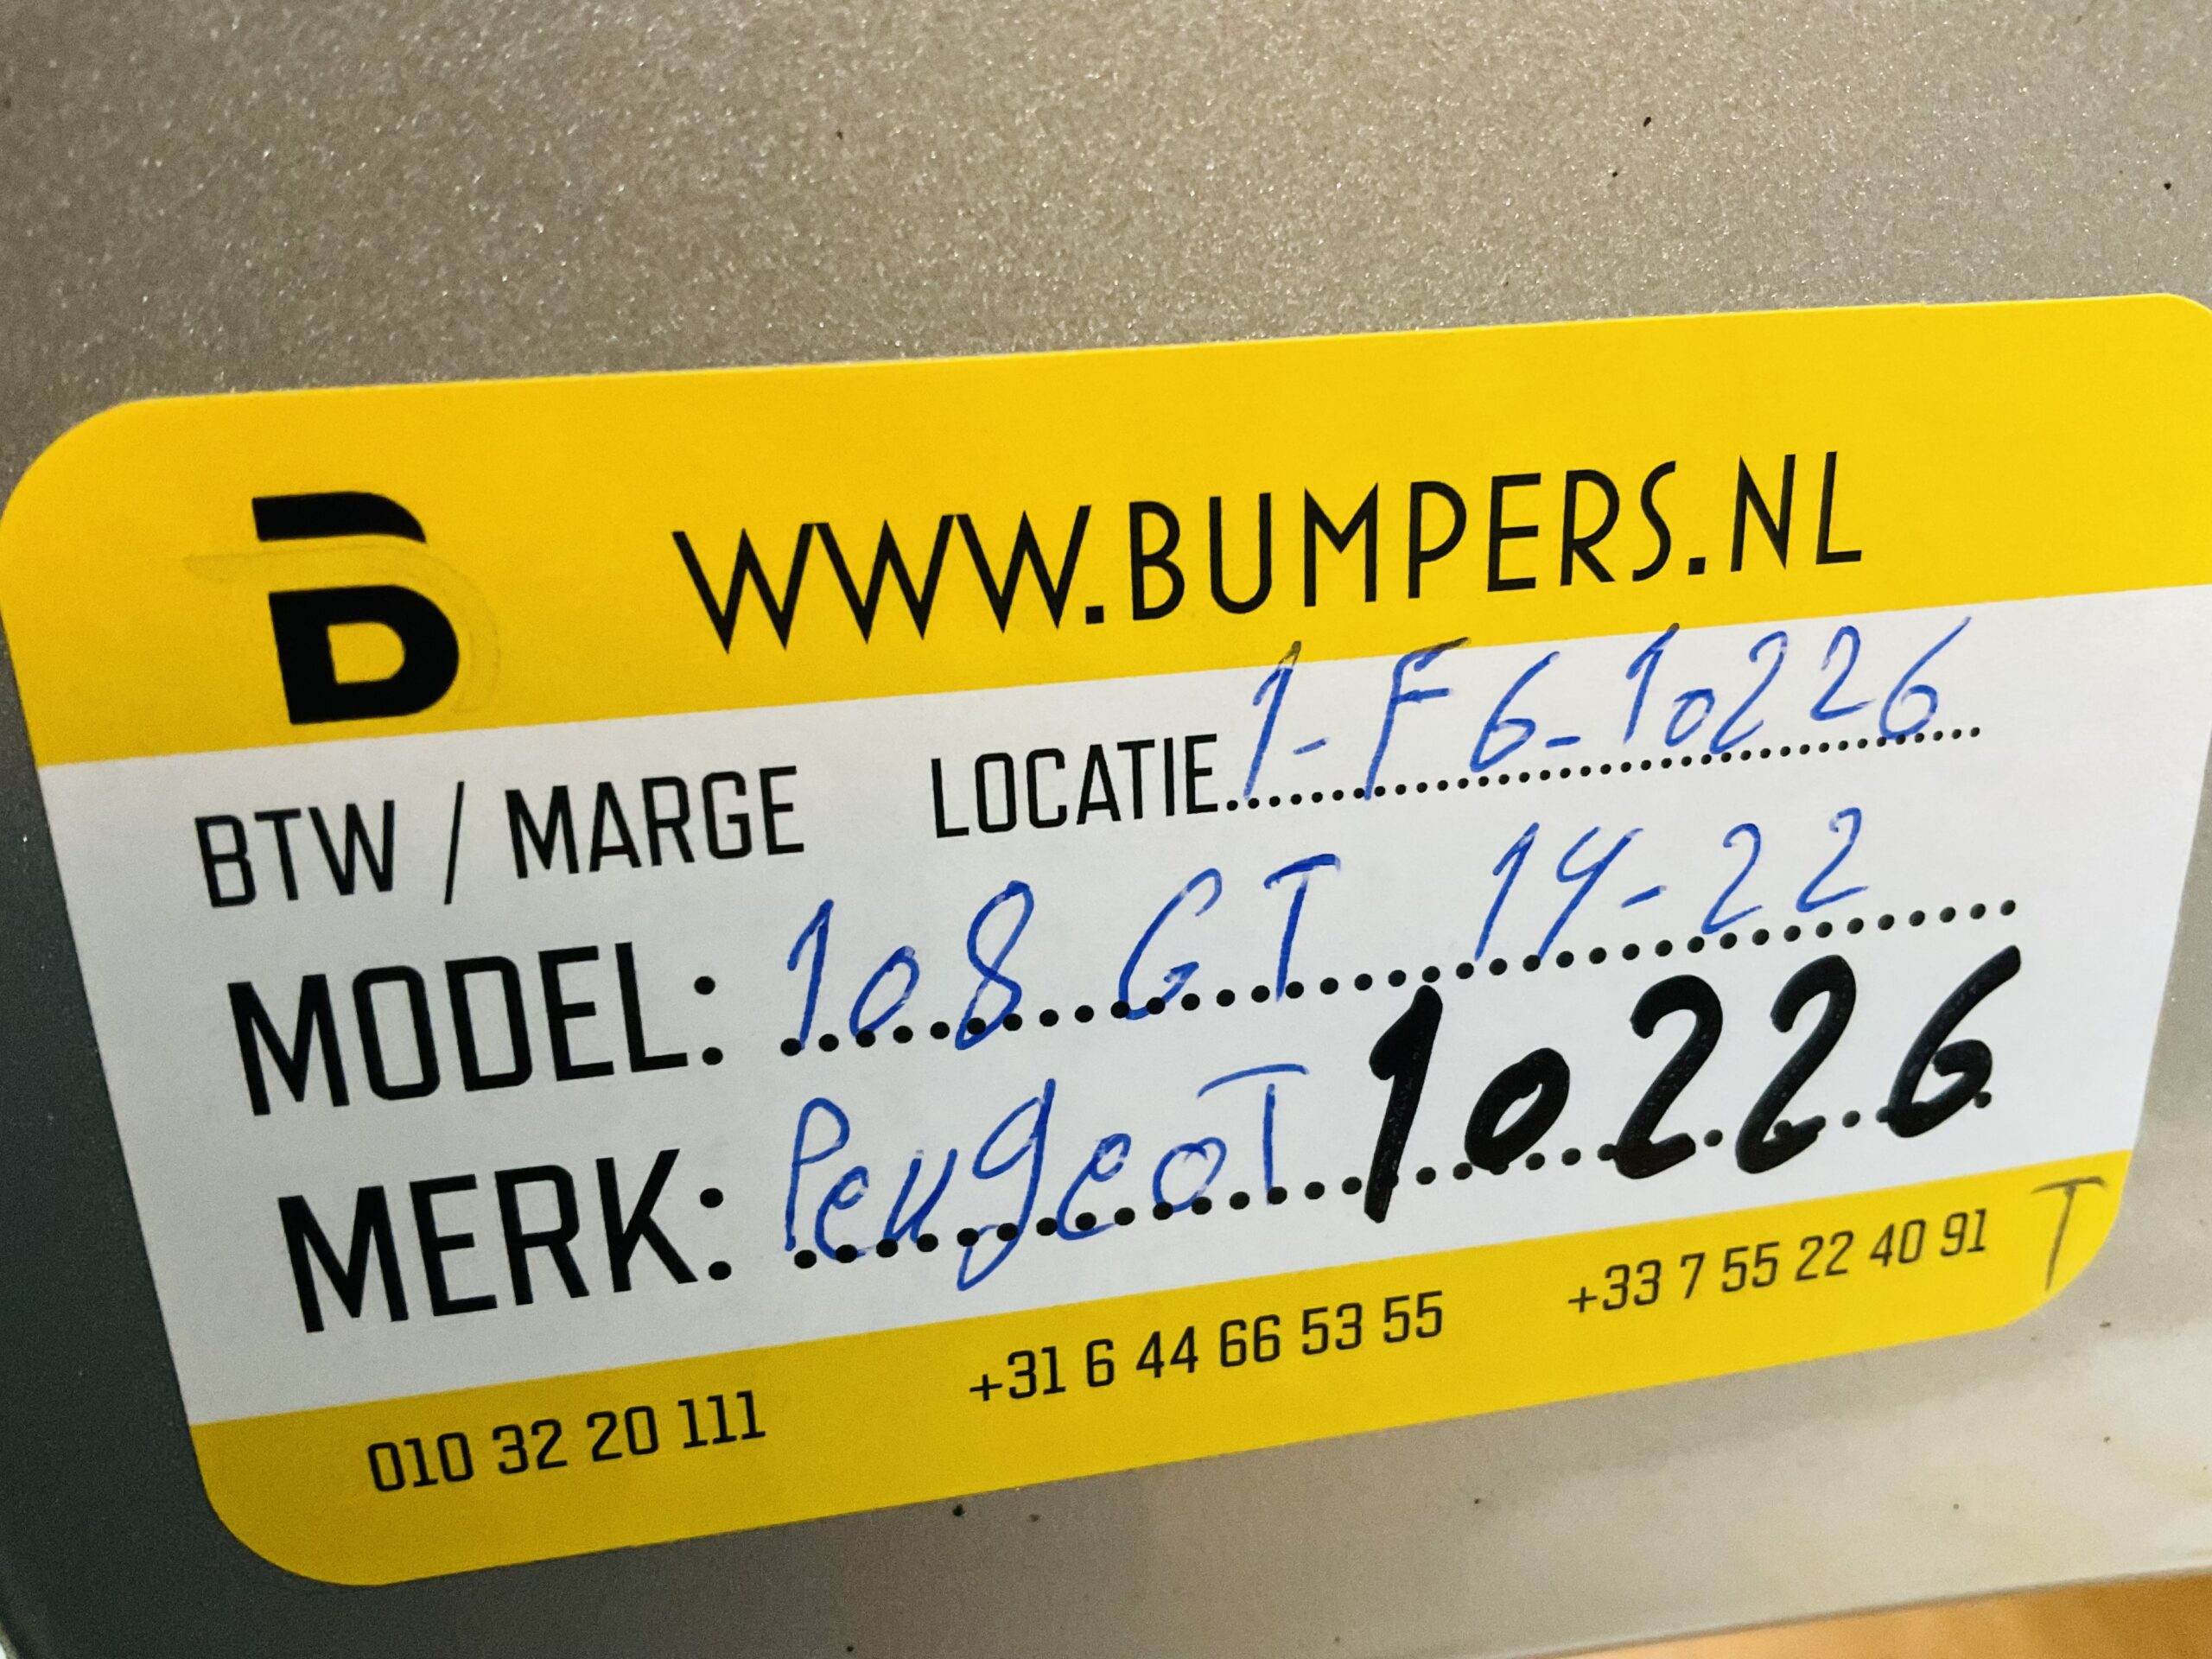 B WWW.BUMPERS.NL
BTW / MARGE LOCATIE 1-F6-10226
MODEL: 108 GT 14-22
MERK: PeugeoT 10226
010 32 20 111 +31 6 44 66 53 55 +33 7 55 22 40 91 T